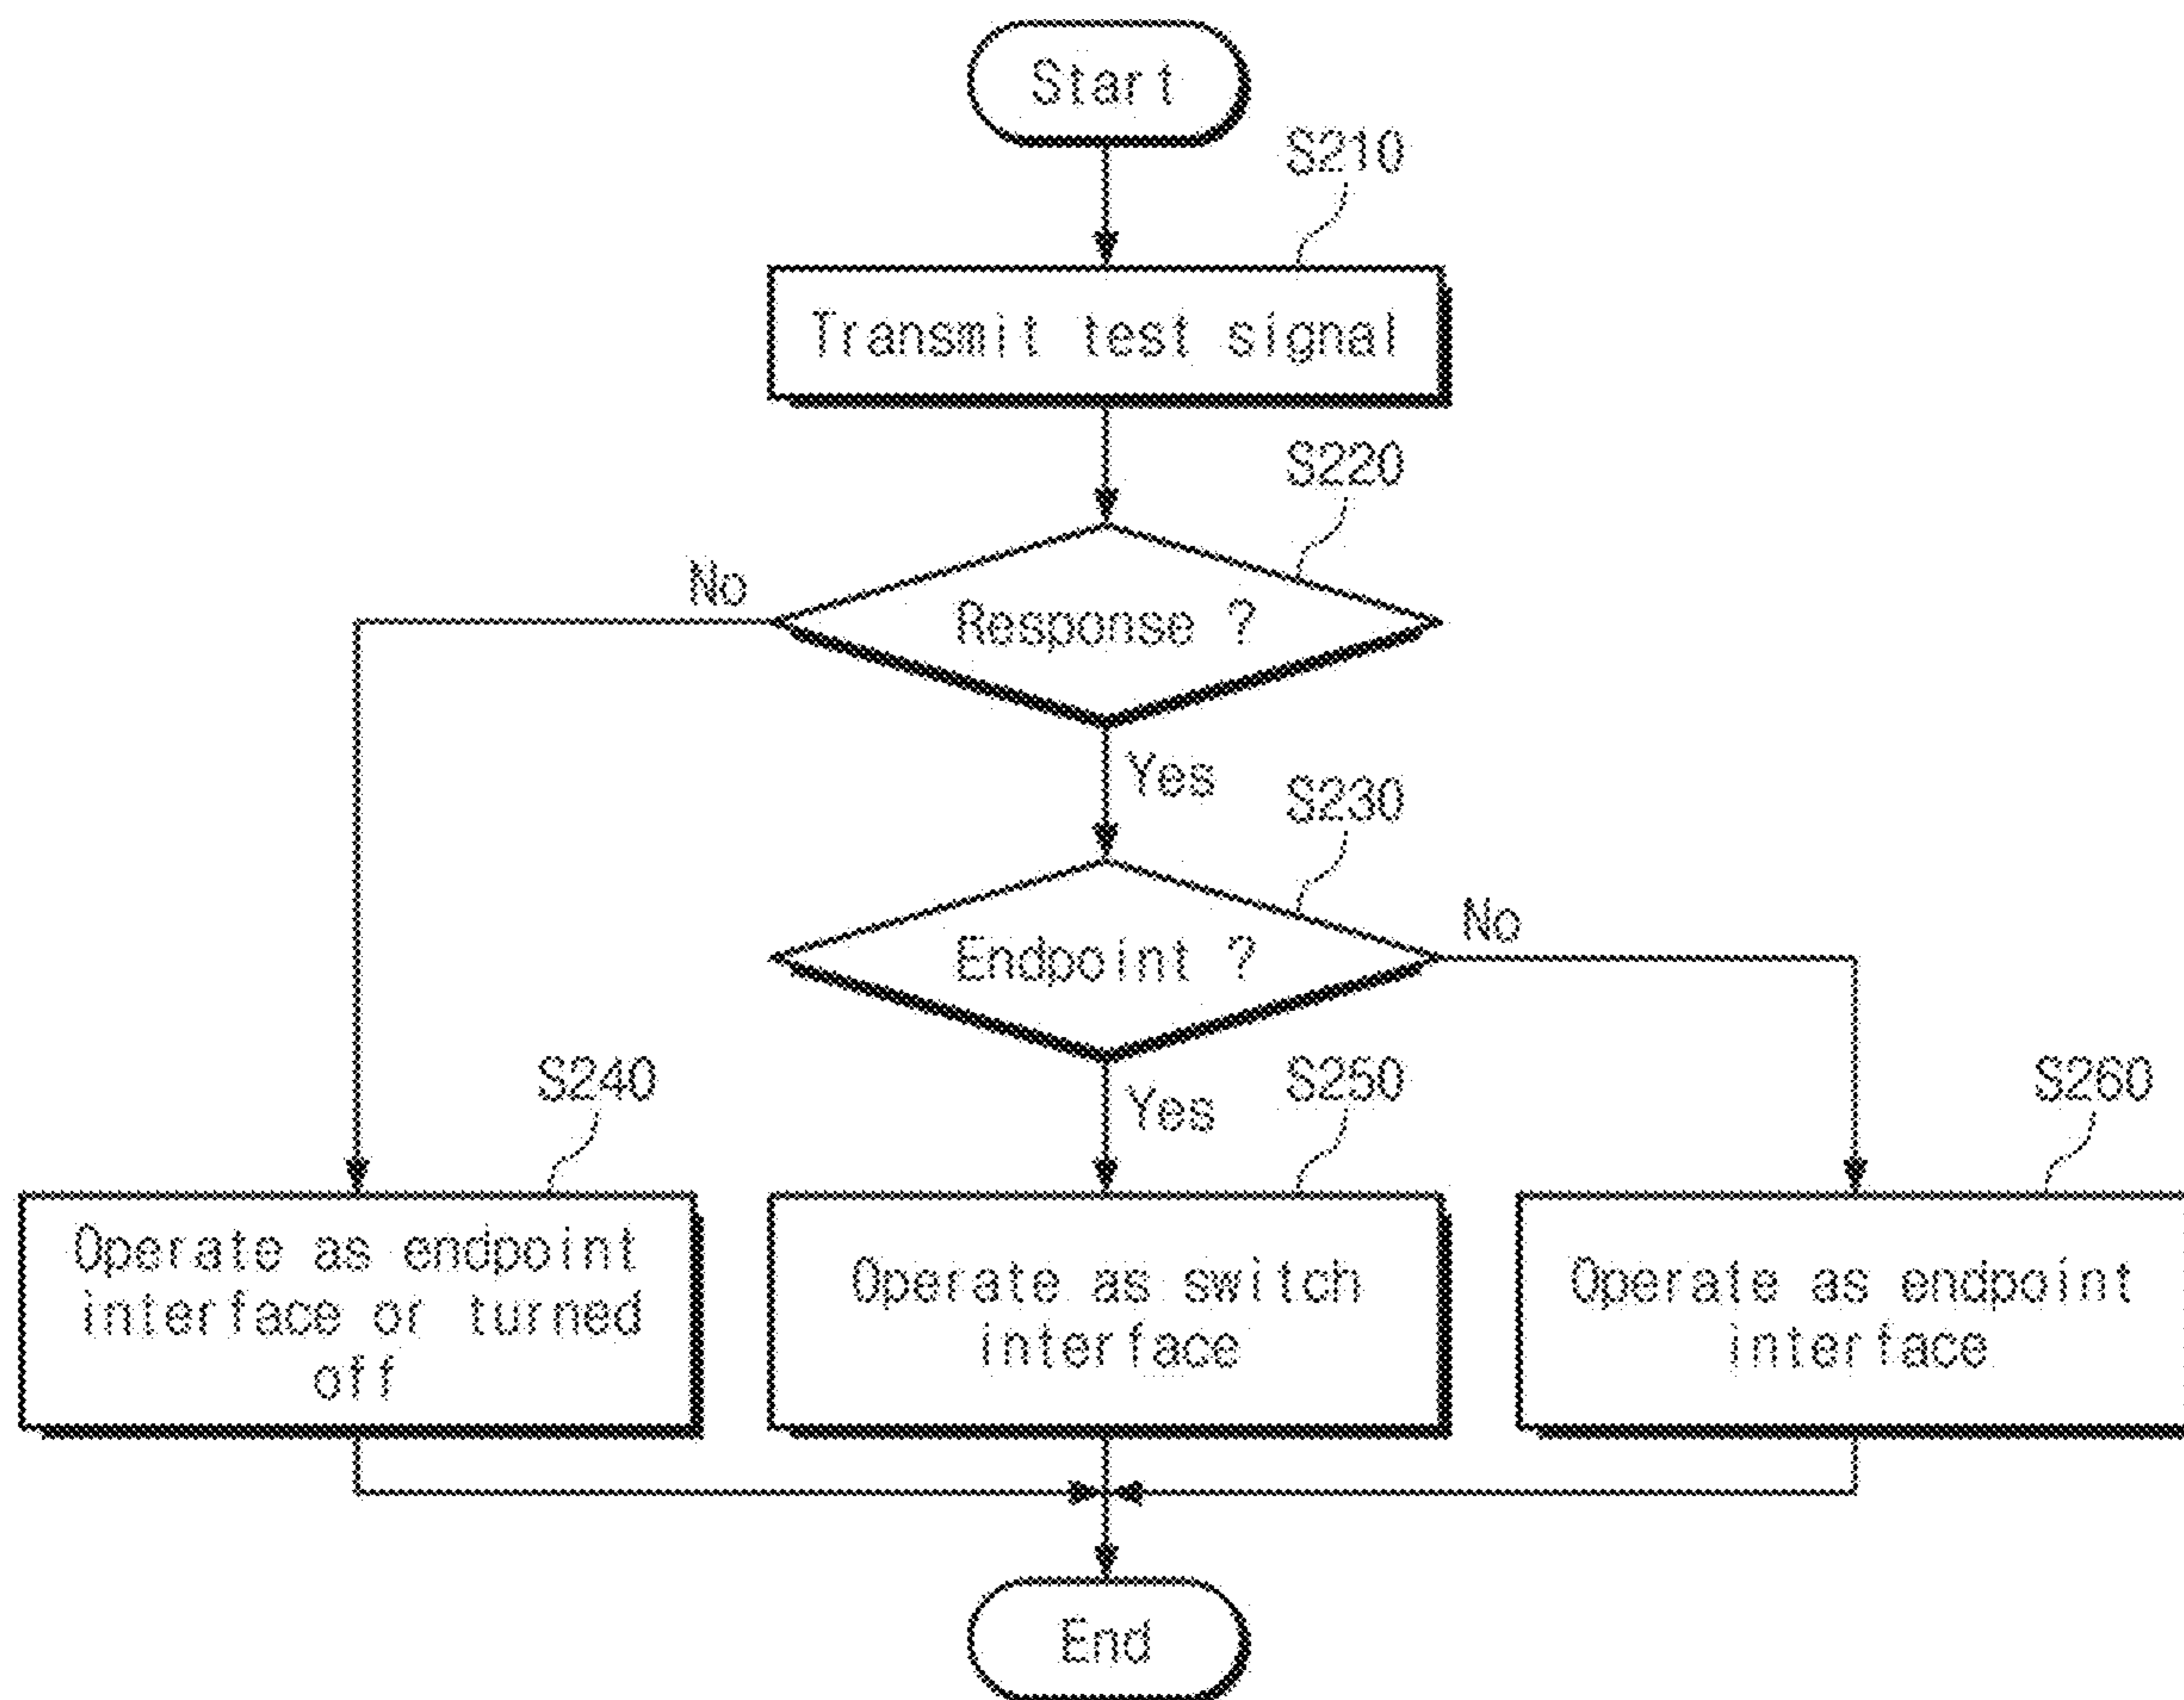 Start
S210
Transmit test signal
S220
No
Response ?
Yes
S230
No
Endpoint ?
Yes
S240
S250
S260
Operate as endpoint
interface or turned
off
Operate as switch
interface
Operate as endpoint
interface
End